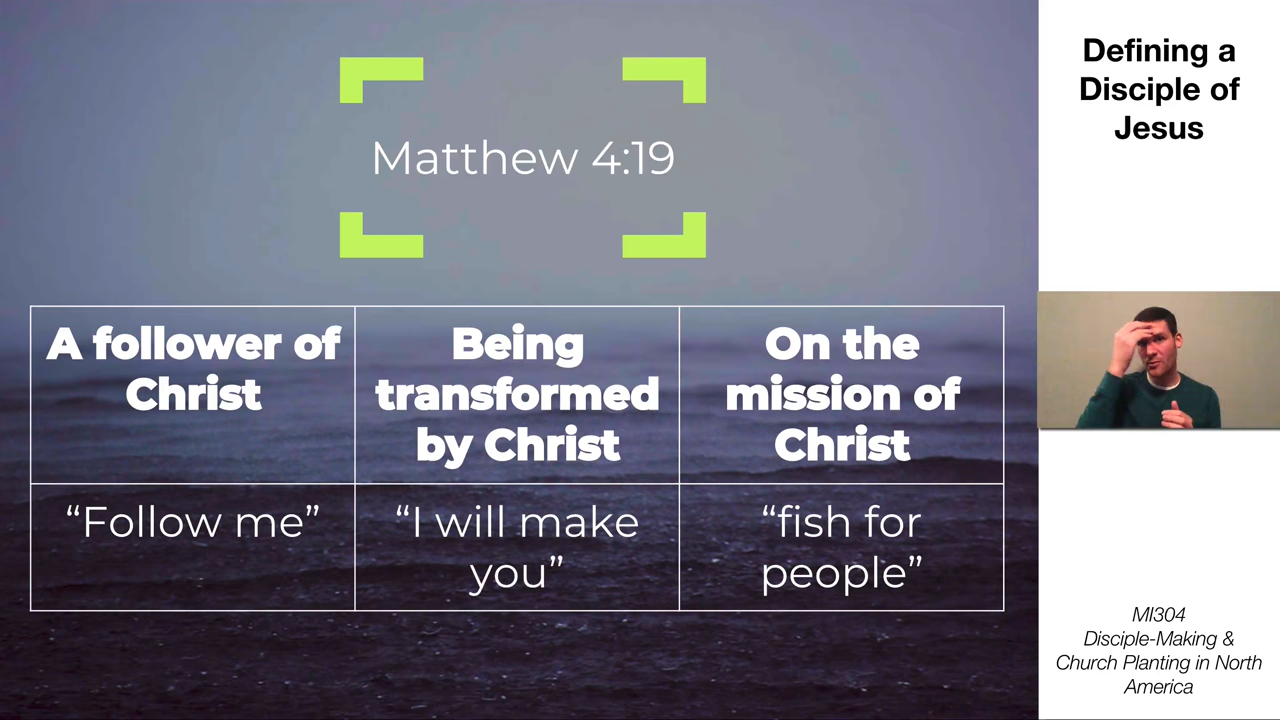 Matthew 4:19
A follower of
Christ
Being
transformed
by Christ
On the
mission of
Christ
“Follow me”
“I will make
you”
“fish for
people”
Defining a
Disciple of
Jesus
MI304
Disciple-Making &
Church Planting in North
America